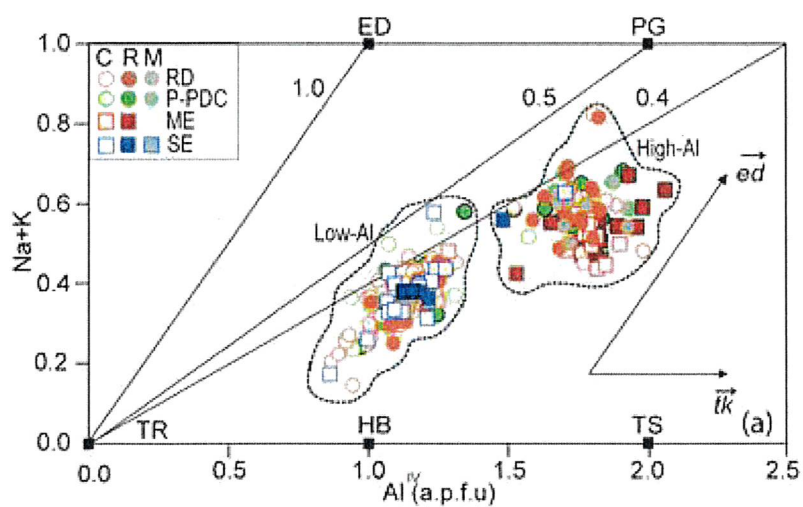 ED PG
1.0
C R M
RD
P-PDC
ME
SE
1.0
0.5
0.4
0.8
High-Al
ed
0.6
Low-Al
Na+K
0.4
0.2
tk
TR HB TS (a)
0.0
0.0 0.5 1.0 1.5 2.0 2.5
Al IV (a.p.f.u)